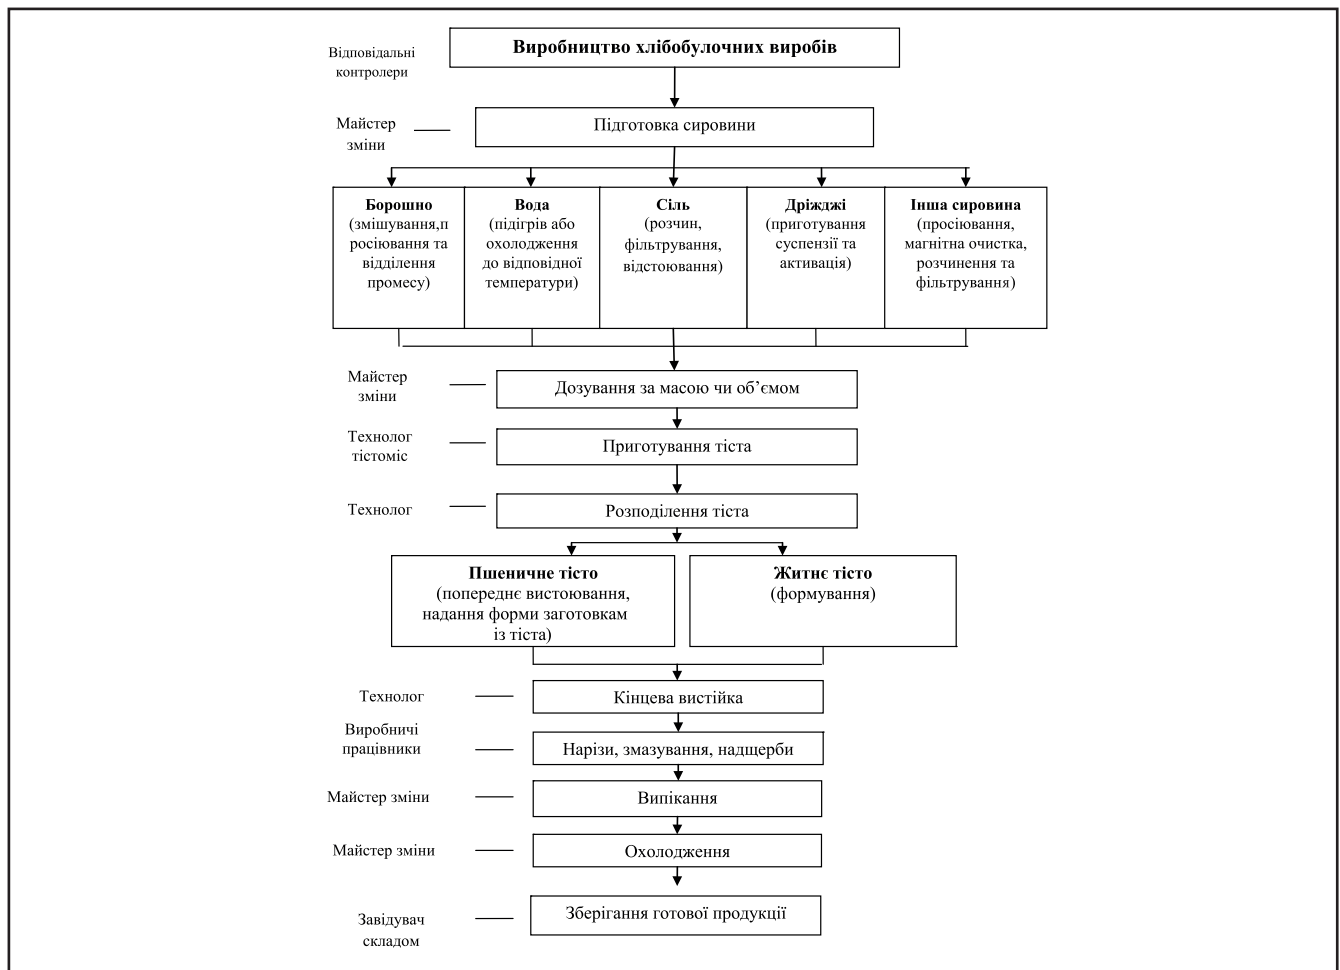 Виробництво хлібобулочних виробів
Відповідальні
контролери
Майстер
зміни
Підготовка сировини
Борошно
(змішування,п
росіювання та
відділення
промесу)
Вода
(підігрів або
охолодження
до відповідної
температури)
Сіль
(розчин,
фільтрування,
відстоювання)
Дріжджі
(приготування
суспензії та
активація)
Інша сировина
(просіювання,
магнітна очистка,
розчинення та
фільтрування)
Майстер
зміни
Дозування за масою чи об’ємом
Технолог
тістоміс
Приготування тіста
Технолог
Розподілення тіста
Пшеничне тісто
(попереднє вистоювання,
надання форми заготовкам
із тіста)
Житнє тісто
(формування)
Технолог
Кінцева вистійка
Виробничі
працівники
Нарізи, змазування, надщерби
Майстер зміни
Випікання
Майстер зміни
Охолодження
Завідувач
складом
Зберігання готової продукції